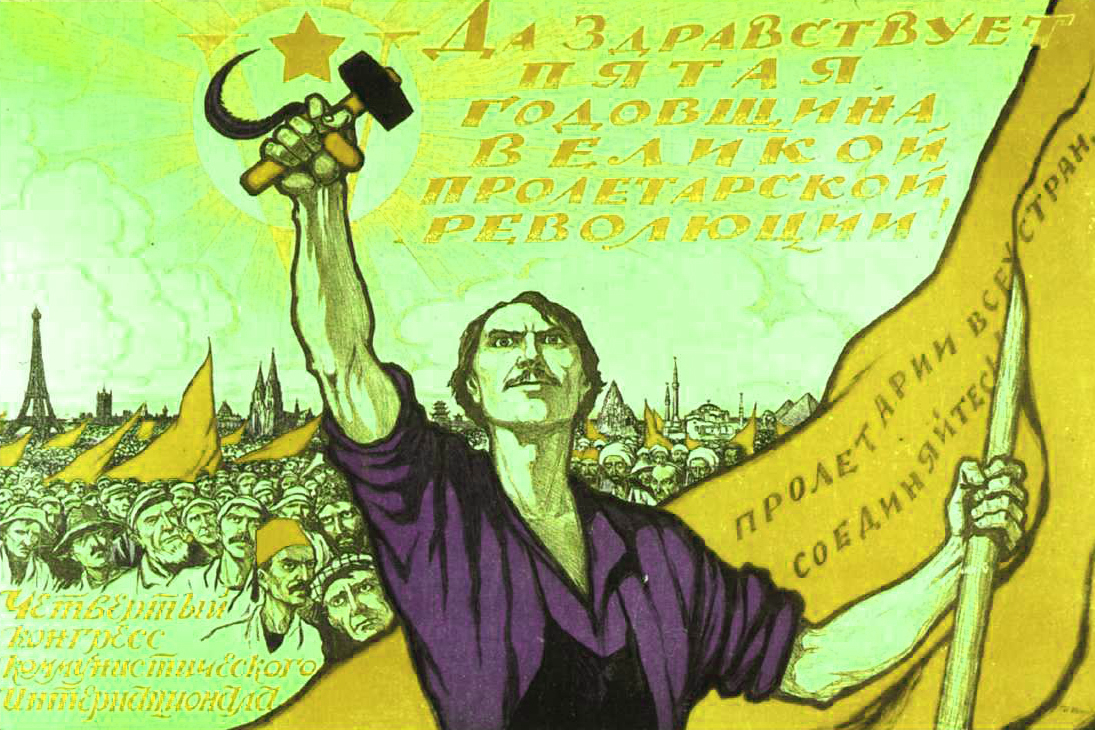 Да Здравствует
пятая
годовщина
Великой
пролетарской
революции!
ПРОЛЕТАРИИ ВСЕХ СТРАН,
СОЕДИНЯЙТЕСЬ!
Четвертый
конгресс
коммунистического
Интернационала